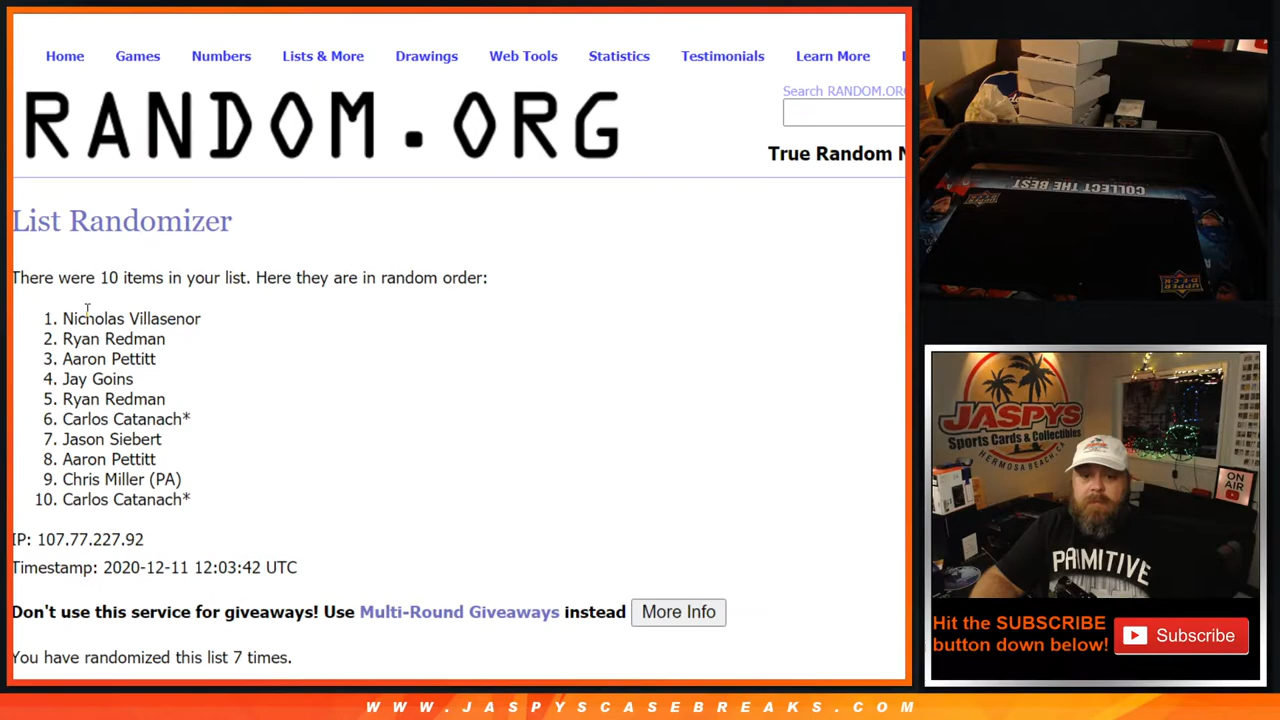 Home Games Numbers Lists & More Drawings Web Tools Statistics Testimonials Learn More
RANDOM.ORG
Search RANDOM.ORG
True Random N
List Randomizer
There were 10 items in your list. Here they are in random order:
1. Nicholas Villasenor
2. Ryan Redman
3. Aaron Pettitt
4. Jay Goins
5. Ryan Redman
6. Carlos Catanach*
7. Jason Siebert
8. Aaron Pettitt
9. Chris Miller (PA)
10. Carlos Catanach*
IP: 107.77.227.92
Timestamp: 2020-12-11 12:03:42 UTC
Don't use this service for giveaways! Use Multi-Round Giveaways instead More Info
You have randomized this list 7 times.
COLLECT THE BEST
UPPER DECK
JASPYS
Sports Cards & Collectibles
HERMOSA BEACH, CA
ON AIR
PRIMITIVE
Hit the SUBSCRIBE
button down below!
Subscribe
WWW.JASPYSCASEBREAKS.COM